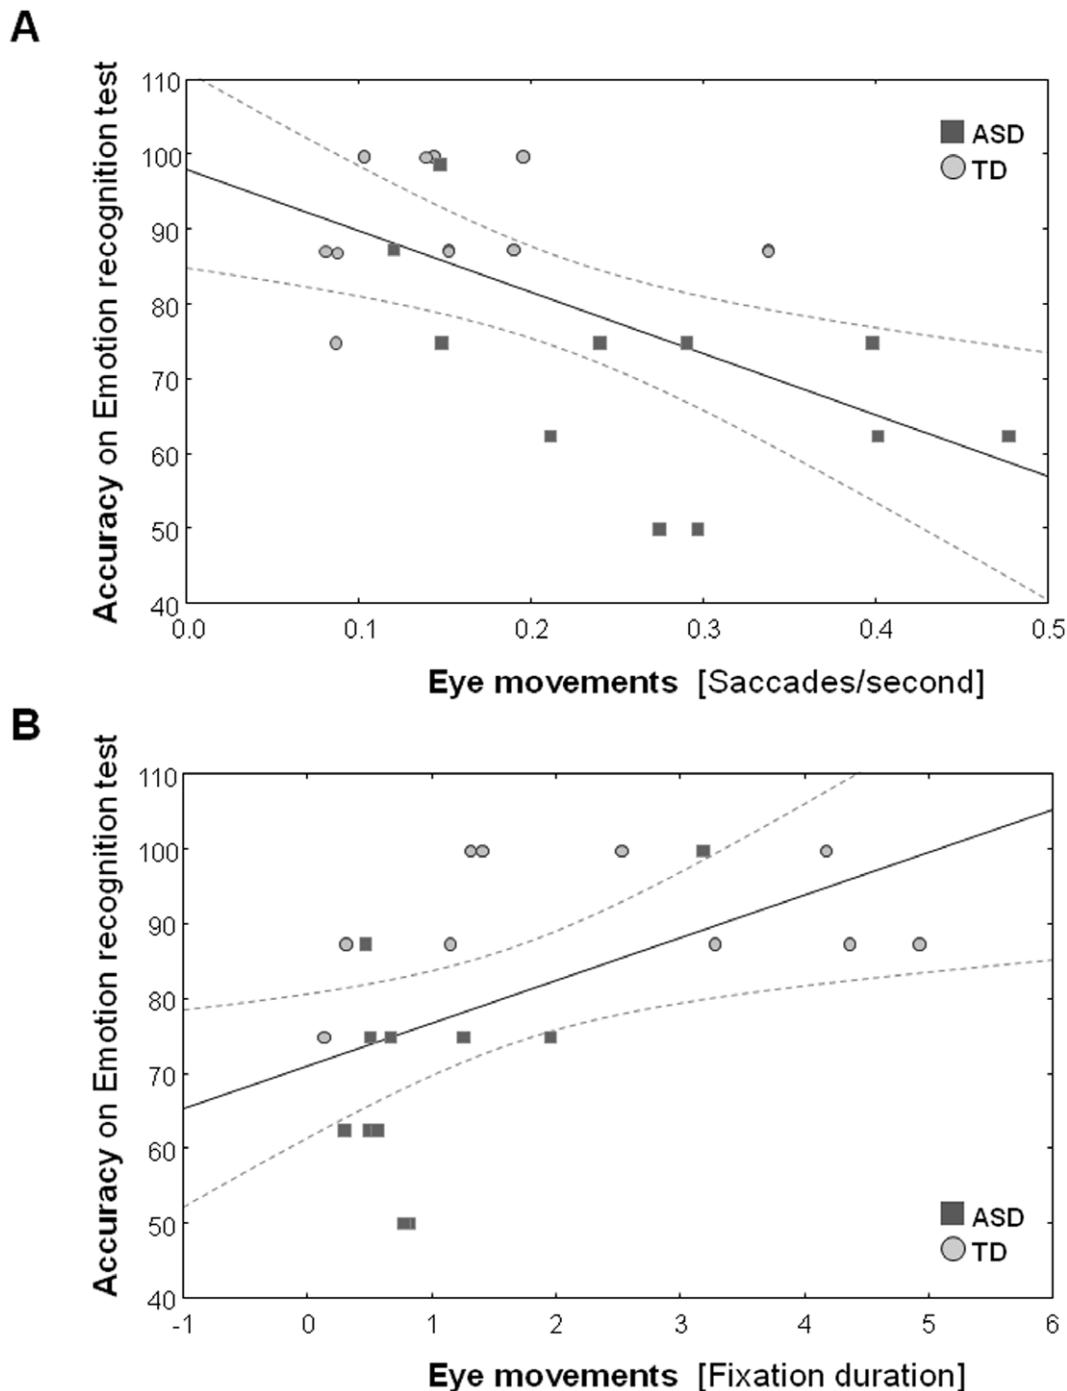 A
Accuracy on Emotion recognition test
110
100
90
80
70
60
50
40
ASD
TD
0.0 0.1 0.2 0.3 0.4 0.5
Eye movements [Saccades/second]
B
Accuracy on Emotion recognition test
110
100
90
80
70
60
50
40
ASD
TD
-1 0 1 2 3 4 5 6
Eye movements [Fixation duration]